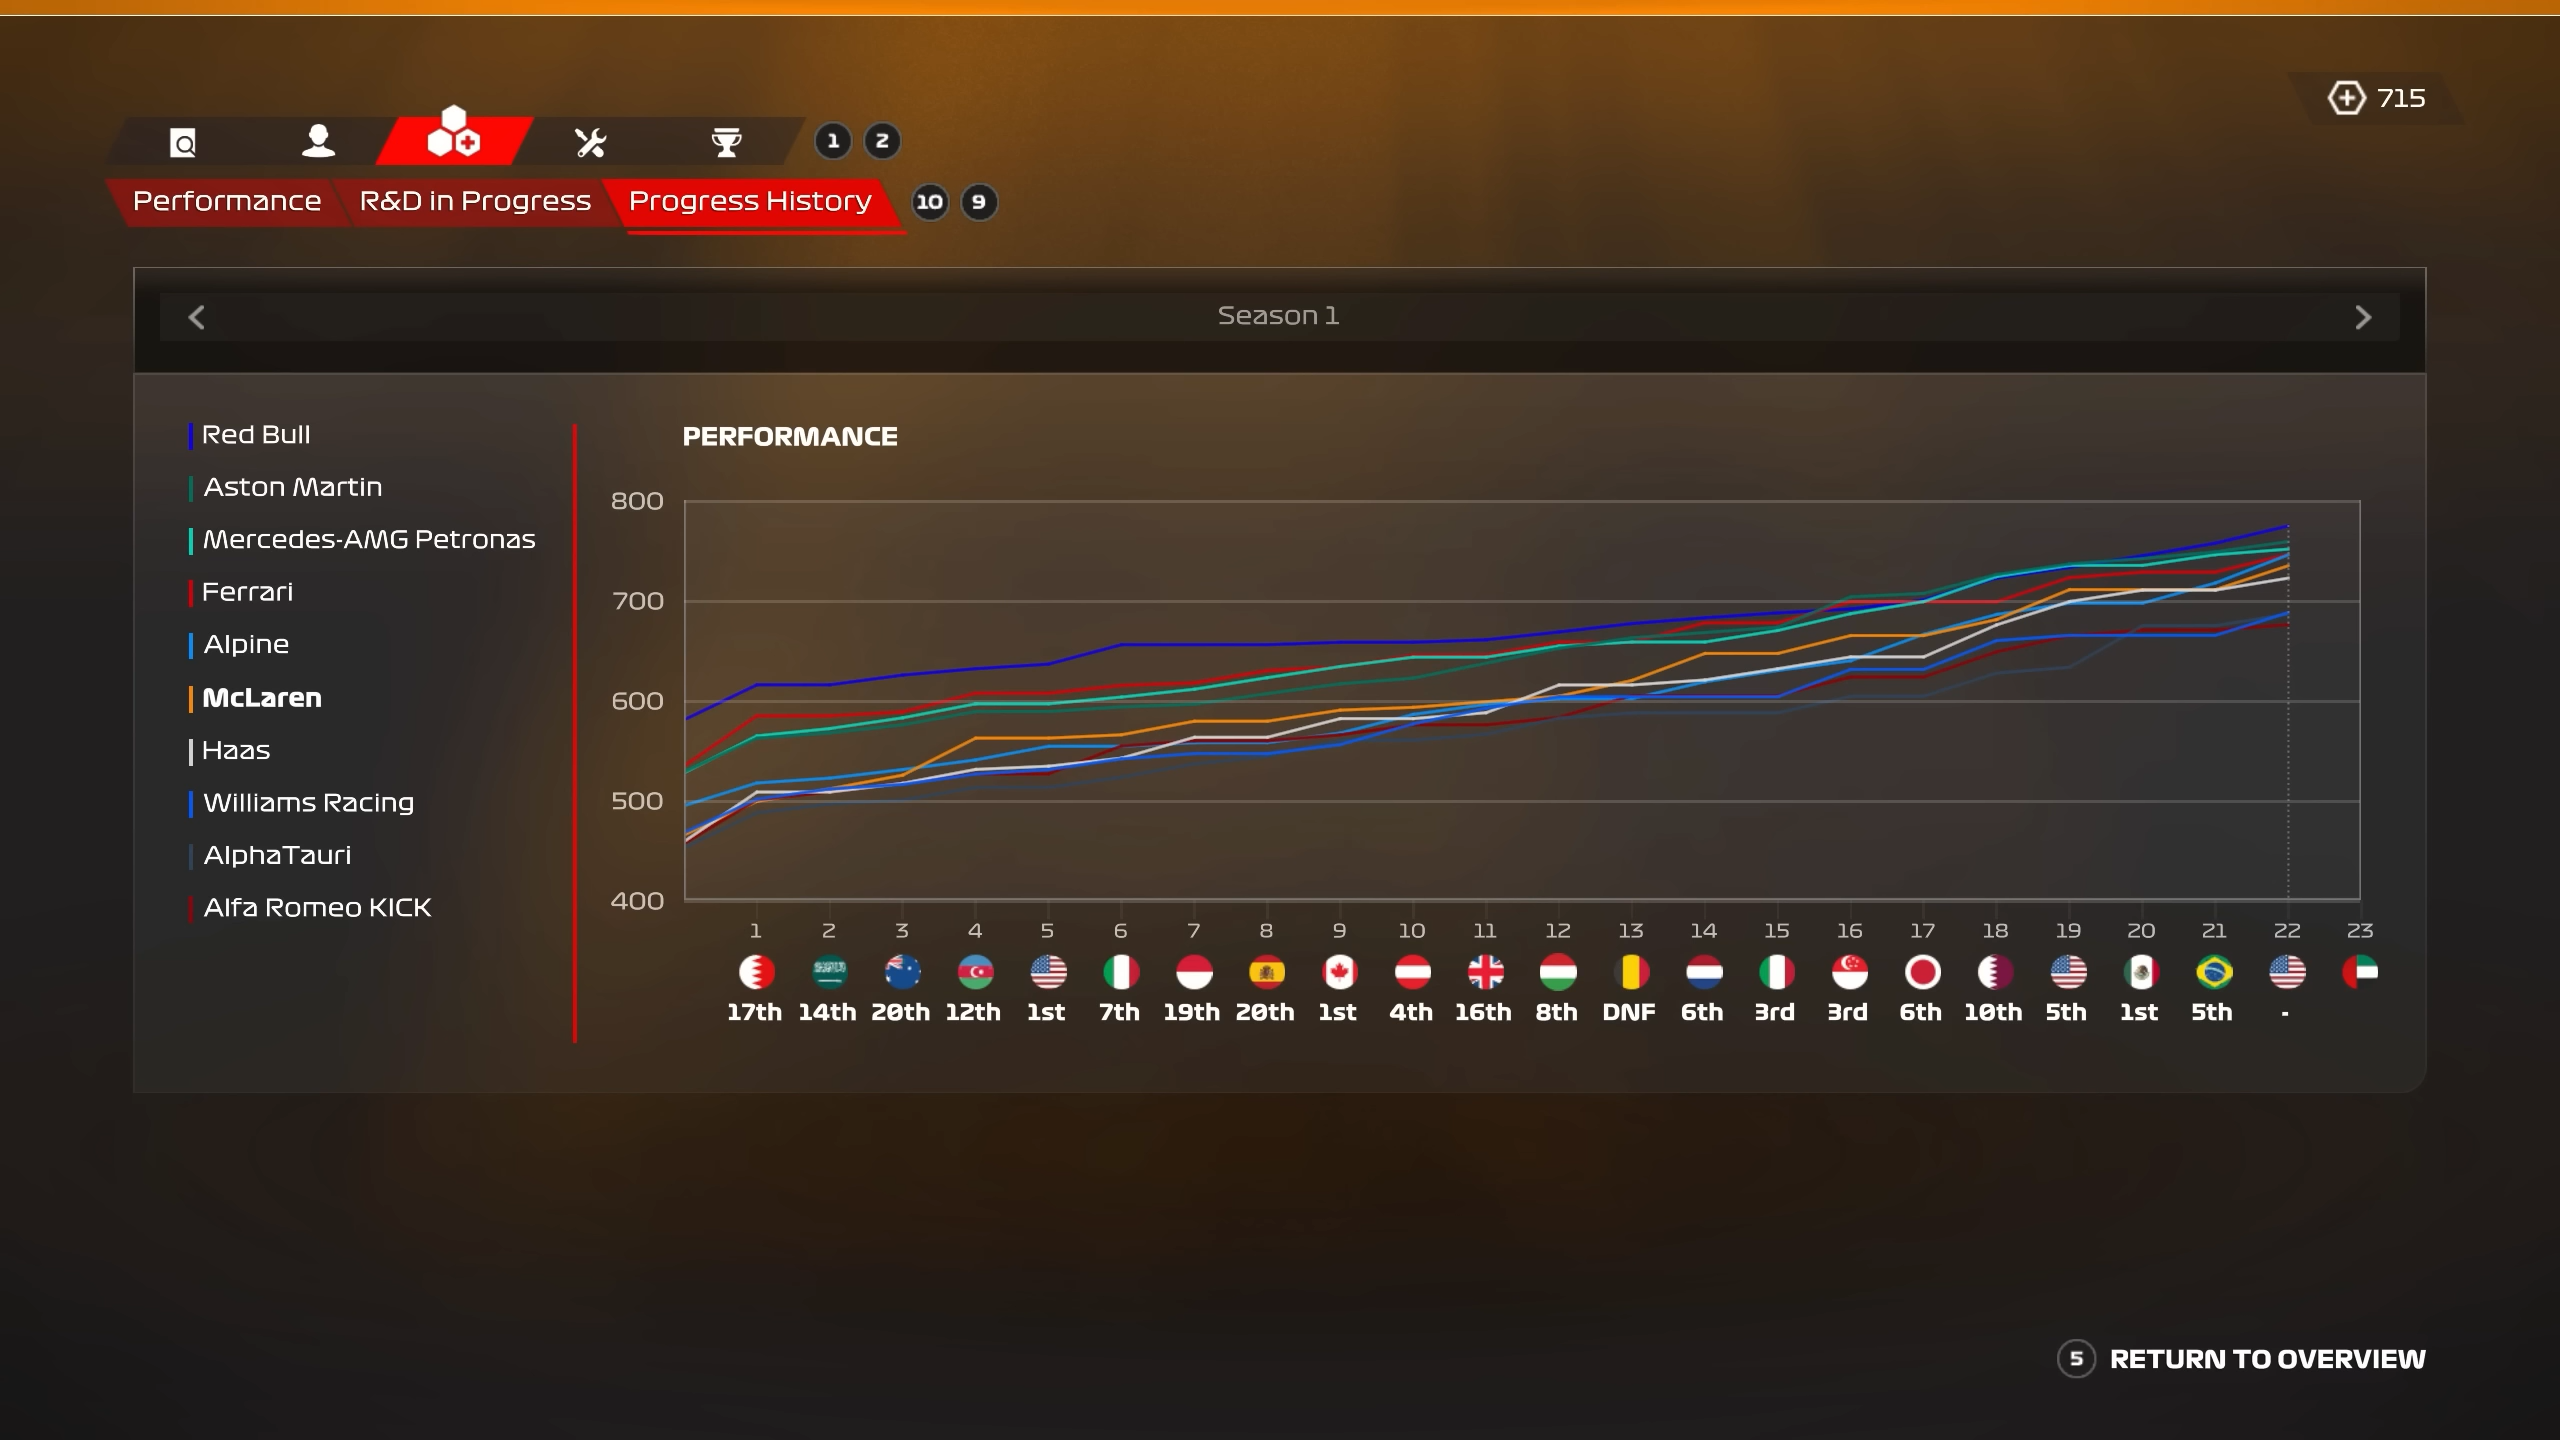 715
1 2
Performance R&D in Progress Progress History 10 9
Season 1
Red Bull
Aston Martin
Mercedes-AMG Petronas
Ferrari
Alpine
McLaren
Haas
Williams Racing
AlphaTauri
Alfa Romeo KICK
PERFORMANCE
800
700
600
500
400
1 2 3 4 5 6 7 8 9 10 11 12 13 14 15 16 17 18 19 20 21 22 23
17th 14th 20th 12th 1st 7th 19th 20th 1st 4th 16th 8th DNF 6th 3rd 3rd 6th 10th 5th 1st 5th -
5 RETURN TO OVERVIEW